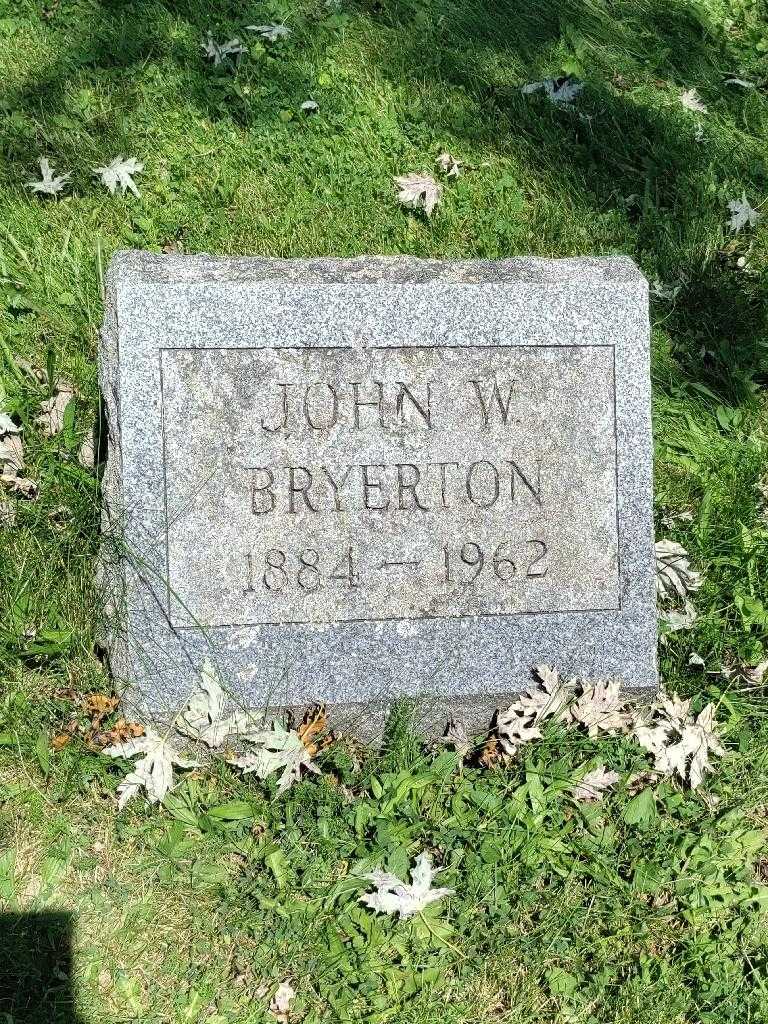 JOHN W.
BRYERTON
1884 — 1962